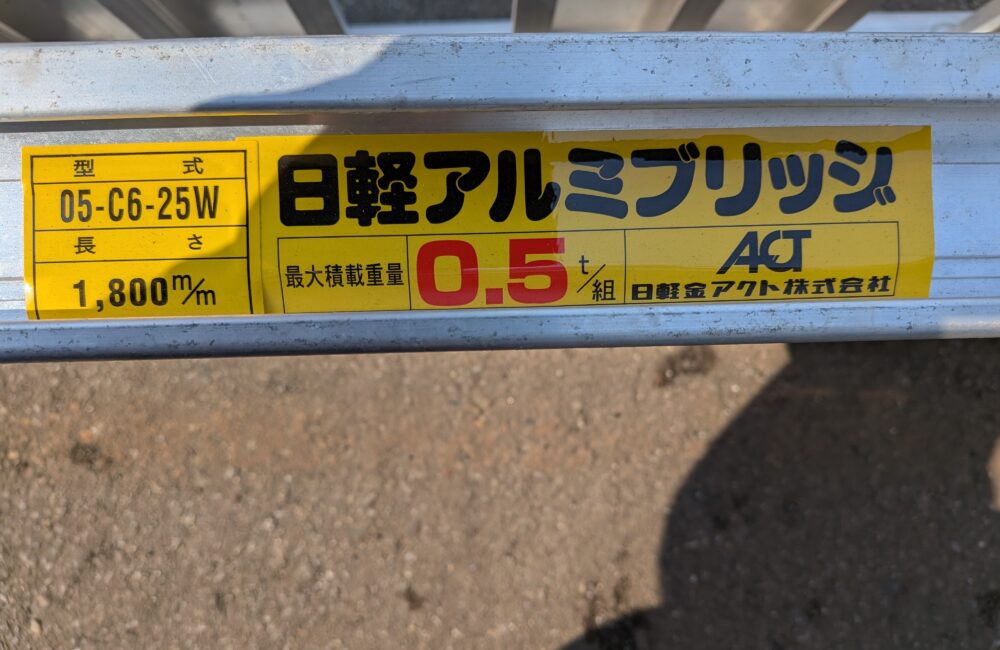 型式
05-C6-25W
長さ
1,800m/m
日軽アルミブリッジ
最大積載重量
0.5t/組
ACT
日軽金アクト株式会社